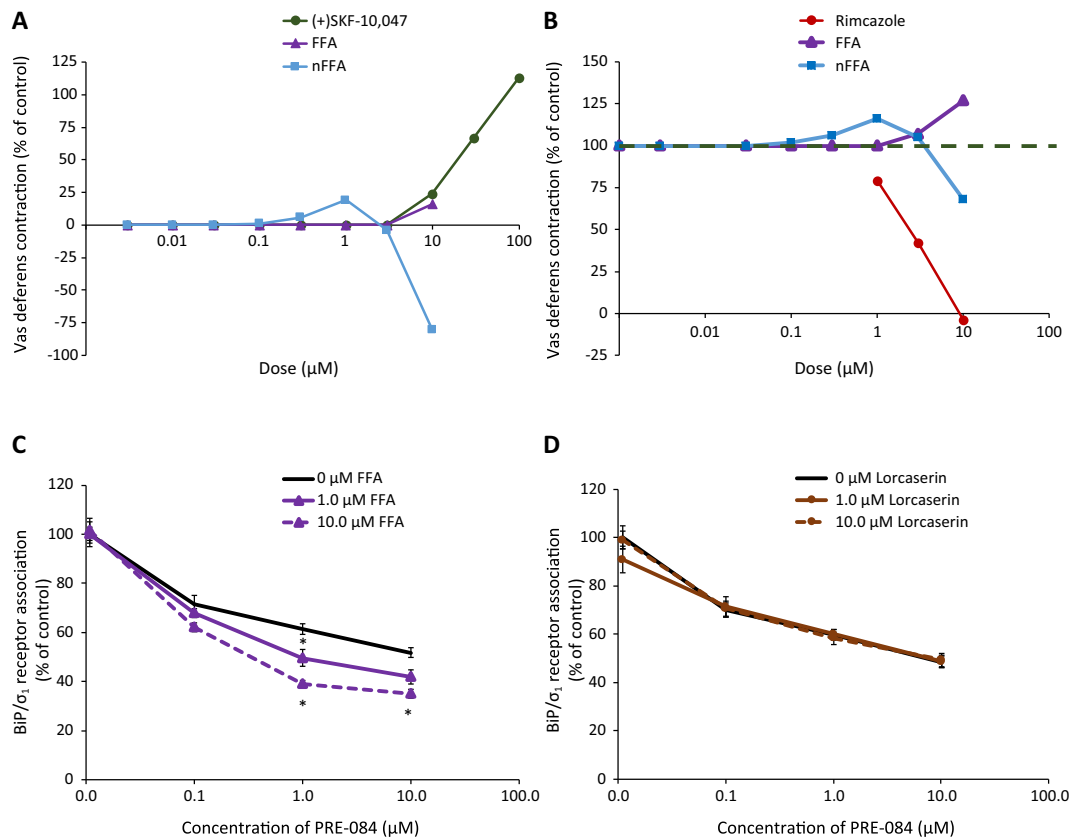 A
(+)SKF-10,047
FFA
nFFA
Vas deferens contraction (% of control)
125
100
75
50
25
0
-25
-50
-75
-100
0.01
0.1
1
10
100
Dose (µM)
B
Rimcazole
FFA
nFFA
Vas deferens contraction (% of control)
150
125
100
75
50
25
0
-25
0.01
0.1
1
10
100
Dose (µM)
C
0 µM FFA
1.0 µM FFA
10.0 µM FFA
BiP/σ₁ receptor association
(% of control)
120
100
80
60
40
20
0
*
*
*
0.0
0.1
1.0
10.0
100.0
Concentration of PRE-084 (µM)
D
0 µM Lorcaserin
1.0 µM Lorcaserin
10.0 µM Lorcaserin
BiP/σ₁ receptor association
(% of control)
120
100
80
60
40
20
0
0.0
0.1
1.0
10.0
100.0
Concentration of PRE-084 (µM)